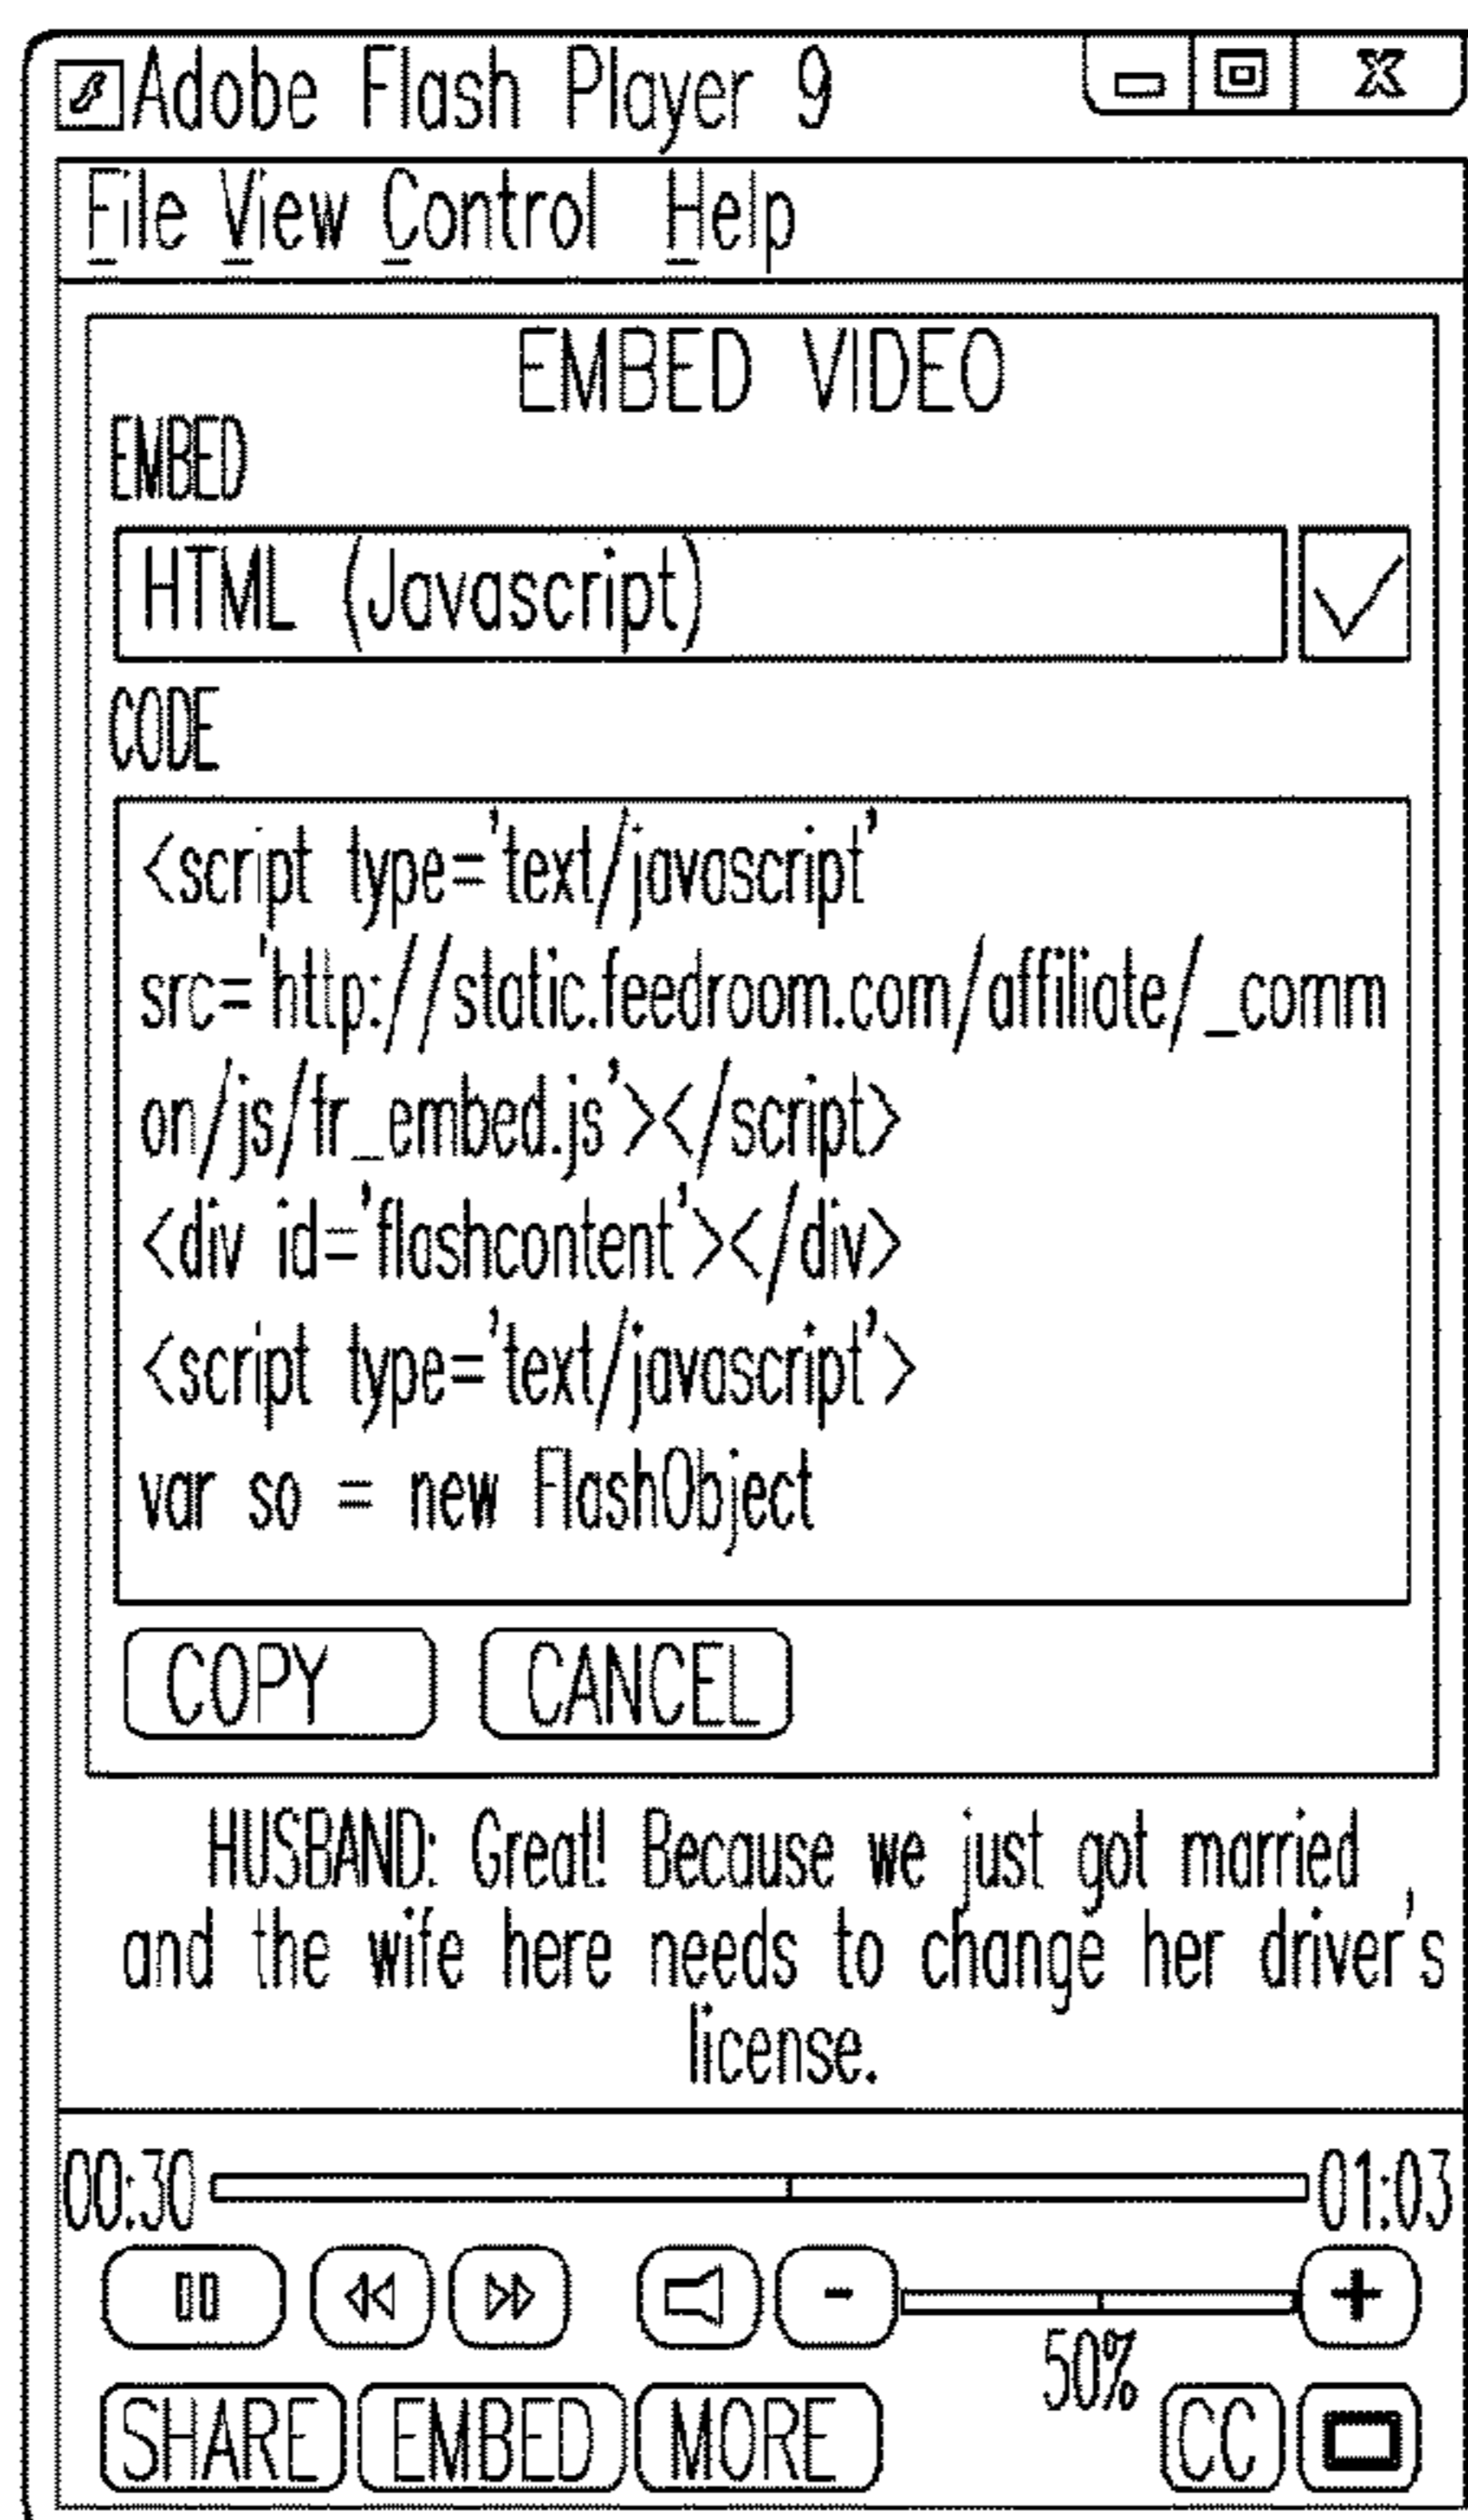 Adobe Flash Player 9
File View Control Help
EMBED VIDEO
EMBED
HTML (Javascript)
CODE
<script type='text/javascript'
src='http://static.feedroom.com/affiliate/_comm
on/js/fr_embed.js'></script>
<div id='flashcontent'></div>
<script type='text/javascript'>
var so = new FlashObject
COPY CANCEL
HUSBAND: Great! Because we just got married
and the wife here needs to change her driver's
license.
00:30 01:03
- +
50%
SHARE EMBED MORE CC